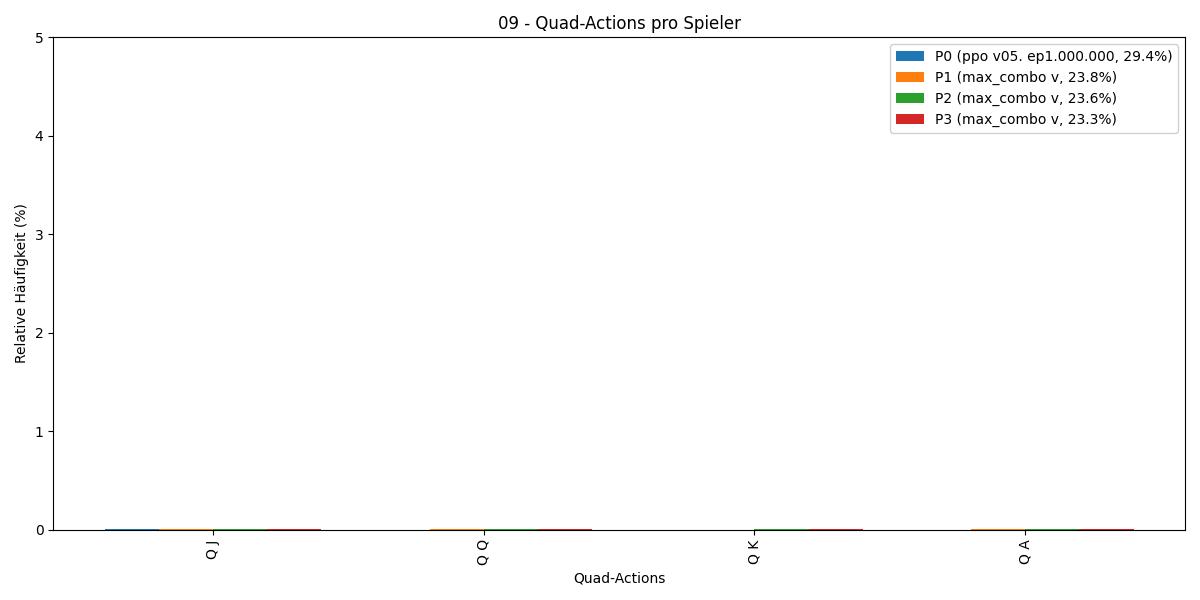 09 - Quad-Actions pro Spieler
P0 (ppo v05. ep1.000.000, 29.4%)
P1 (max_combo v, 23.8%)
P2 (max_combo v, 23.6%)
P3 (max_combo v, 23.3%)
Relative Häufigkeit (%)
5
4
3
2
1
0
Q J
Q Q
Q K
Q A
Quad-Actions